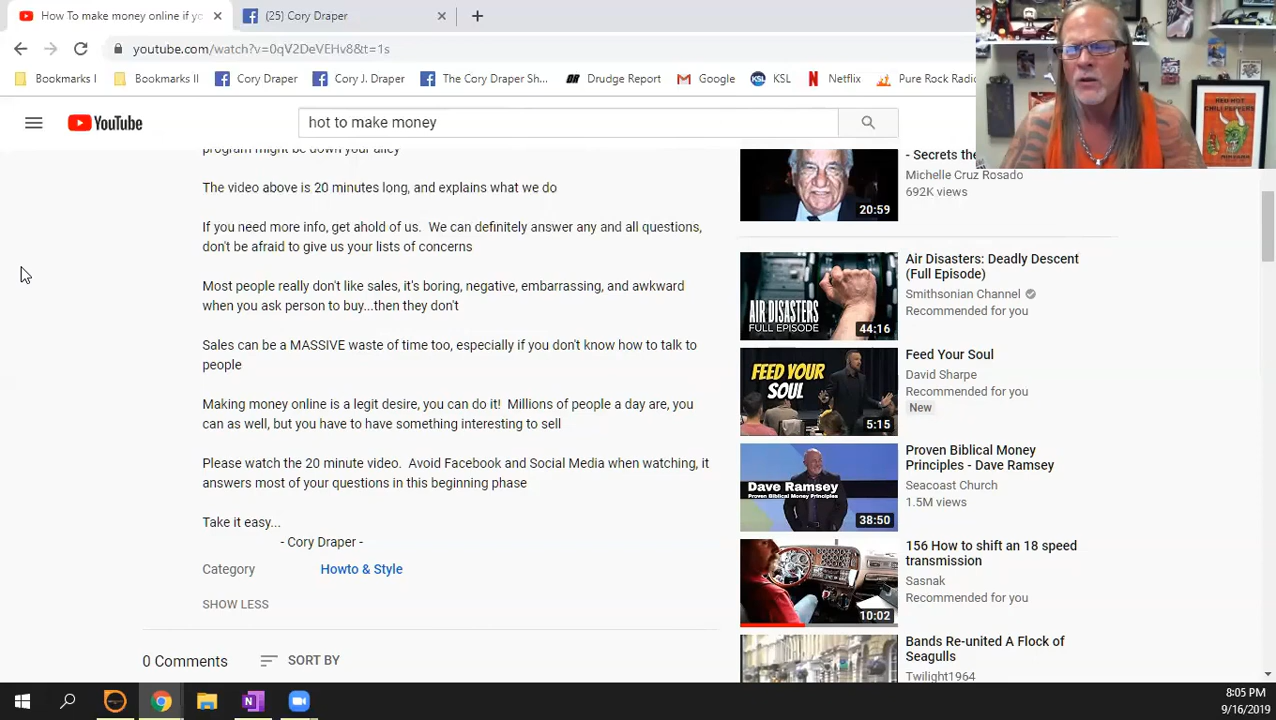 How To make money online if yo
(25) Cory Draper
youtube.com/watch?v=0qV2DeVEHv8&t=1s
Bookmarks I
Bookmarks II
Cory Draper
Cory J. Draper
The Cory Draper Sh...
Drudge Report
Google
KSL
Netflix
Pure Rock Radi
RED HOT
CHILI PEPPERS
YouTube
hot to make money
program might be down your alley
The video above is 20 minutes long, and explains what we do
If you need more info, get ahold of us.  We can definitely answer any and all questions,
don't be afraid to give us your lists of concerns
Most people really don't like sales, it's boring, negative, embarrassing, and awkward
when you ask person to buy...then they don't
Sales can be a MASSIVE waste of time too, especially if you don't know how to talk to
people
Making money online is a legit desire, you can do it!  Millions of people a day are, you
can as well, but you have to have something interesting to sell
Please watch the 20 minute video.  Avoid Facebook and Social Media when watching, it
answers most of your questions in this beginning phase
Take it easy...
- Cory Draper -
Category
Howto & Style
SHOW LESS
0 Comments
SORT BY
- Secrets the
Michelle Cruz Rosado
692K views
20:59
Air Disasters: Deadly Descent
(Full Episode)
Smithsonian Channel
Recommended for you
AIR DISASTERS
FULL EPISODE
44:16
Feed Your Soul
David Sharpe
Recommended for you
New
FEED YOUR
SOUL
5:15
Proven Biblical Money
Principles - Dave Ramsey
Seacoast Church
1.5M views
Dave Ramsey
Proven Biblical Money Principles
38:50
156 How to shift an 18 speed
transmission
Sasnak
Recommended for you
10:02
Bands Re-united A Flock of
Seagulls
Twilight1964
8:05 PM
9/16/2019